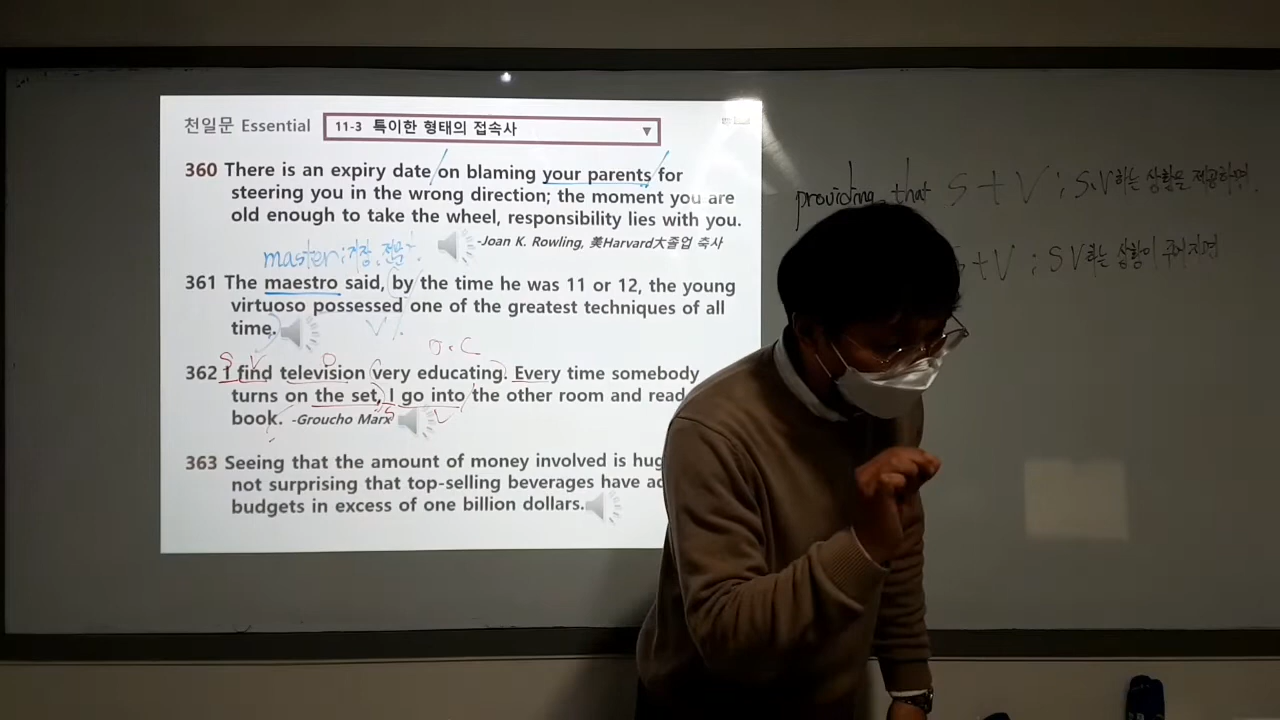 천일문 Essential 11-3 특이한 형태의 접속사
360 There is an expiry date on blaming your parents for
steering you in the wrong direction; the moment you are
old enough to take the wheel, responsibility lies with you.
-Joan K. Rowling, 美Harvard大졸업 축사
master: 거장, 전문
361 The maestro said, by the time he was 11 or 12, the young
virtuoso possessed one of the greatest techniques of all
time.
V
S V O O.C
362 I find television very educating. Every time somebody
turns on the set, I go into the other room and read
book. -Groucho Marx
S V
363 Seeing that the amount of money involved is hug
not surprising that top-selling beverages have ad
budgets in excess of one billion dollars.
providing that S + V ; S V하는 상황을 제공하면
S + V ; S V하는 상황이 주어지면